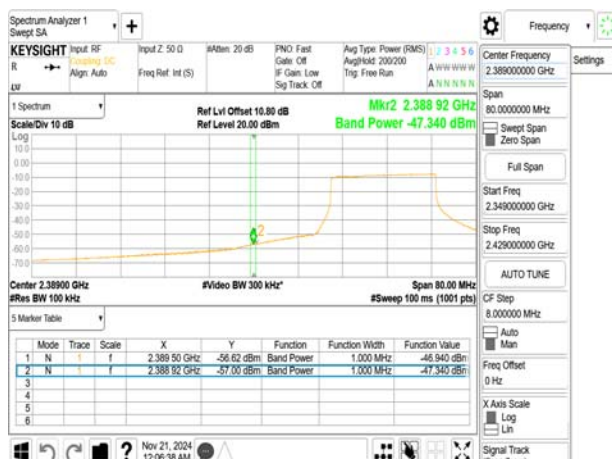 Spectrum Analyzer 1
Swept SA
+
Frequency
KEYSIGHT
Input: RF
Coupling: DC
Align: Auto
Input Z: 50 Ω
Freq Ref: Int (S)
#Atten: 20 dB
PNO: Fast
Gate: Off
IF Gain: Low
Sig Track: Off
Avg Type: Power (RMS)
Avg|Hold: 200/200
Trig: Free Run
1 2 3 4 5 6
A W W W W W
A N N N N N
R
LXI
Center Frequency
2.389000000 GHz
Settings
Span
80.0000000 MHz
Swept Span
Zero Span
Full Span
Start Freq
2.349000000 GHz
Stop Freq
2.429000000 GHz
AUTO TUNE
CF Step
8.000000 MHz
Auto
Man
Freq Offset
0 Hz
X Axis Scale
Log
Lin
Signal Track
1 Spectrum
Scale/Div 10 dB
Ref Lvl Offset 10.80 dB
Ref Level 20.00 dBm
Mkr2 2.388 92 GHz
Band Power -47.340 dBm
Log
10.0
0.00
-10.0
-20.0
-30.0
-40.0
-50.0
-60.0
-70.0
2
Center 2.38900 GHz
#Res BW 100 kHz
#Video BW 300 kHz*
Span 80.00 MHz
#Sweep 100 ms (1001 pts)
5 Marker Table
Mode Trace Scale X Y Function Function Width Function Value
1 N 1 f 2.389 50 GHz -56.62 dBm Band Power 1.000 MHz -46.940 dBm
2 N 1 f 2.388 92 GHz -57.00 dBm Band Power 1.000 MHz -47.340 dBm
3
4
5
6
?
Nov 21, 2024
12:06:38 AM